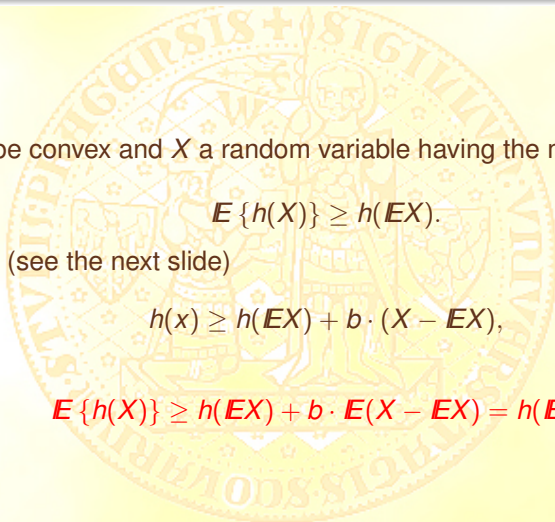 be convex and X a random variable having the
𝐸 {h(X)} ≥ h(𝐸X).
(see the next slide)
h(x) ≥ h(𝐸X) + b · (X − 𝐸X),
𝐸 {h(X)} ≥ h(𝐸X) + b · 𝐸(X − 𝐸X) = h(𝐸